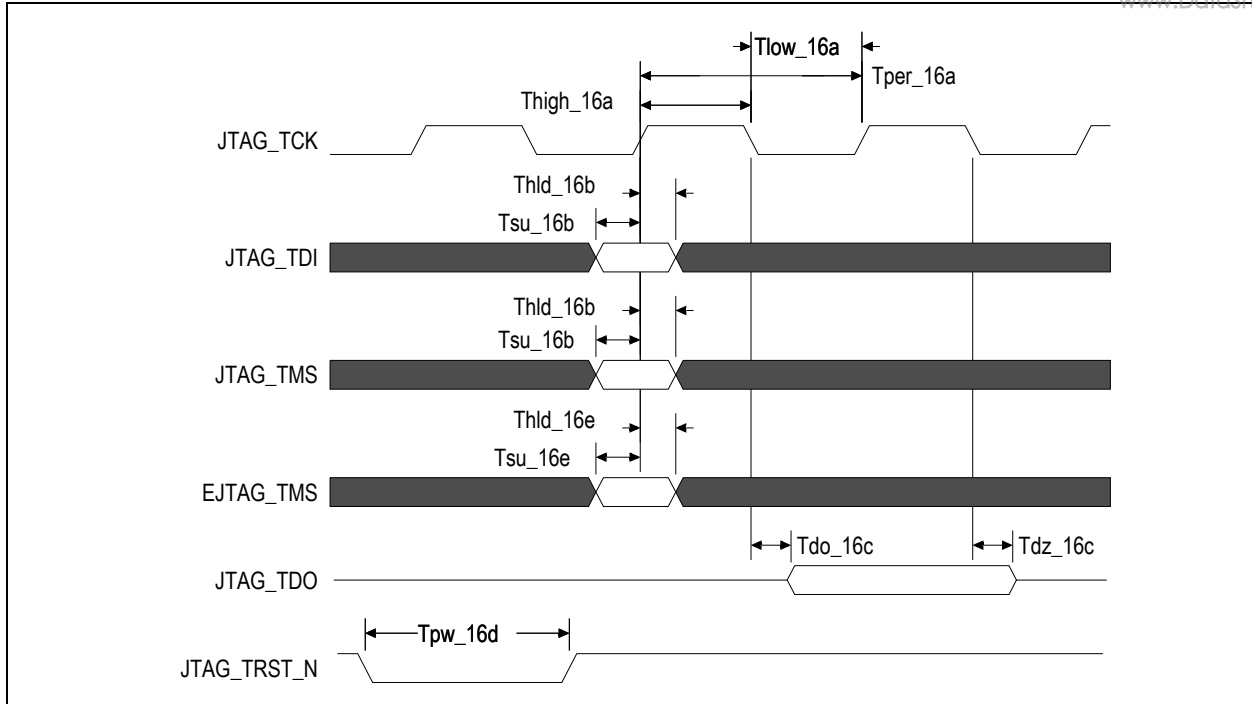 Tlow_16a
Tper_16a
Thigh_16a
JTAG_TCK
Thld_16b
Tsu_16b
JTAG_TDI
Thld_16b
Tsu_16b
JTAG_TMS
Thld_16e
Tsu_16e
EJTAG_TMS
Tdo_16c
Tdz_16c
JTAG_TDO
Tpw_16d
JTAG_TRST_N